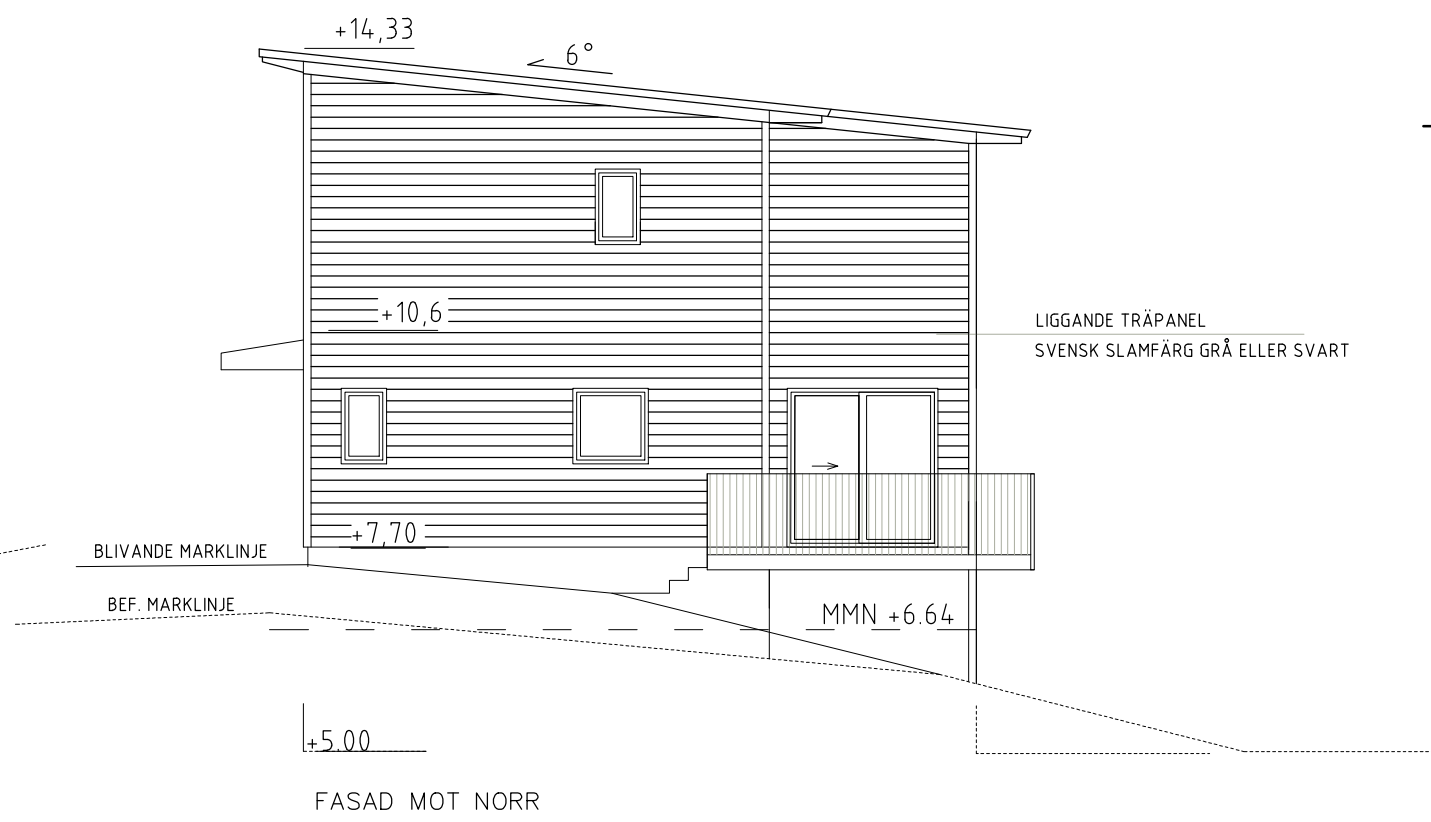 +14,33
6°
+10,6
LIGGANDE TRÄPANEL
SVENSK SLAMFÄRG GRÅ ELLER SVART
+7,70
BLIVANDE MARKLINJE
BEF. MARKLINJE
MMN +6.64
+5.00
FASAD MOT NORR